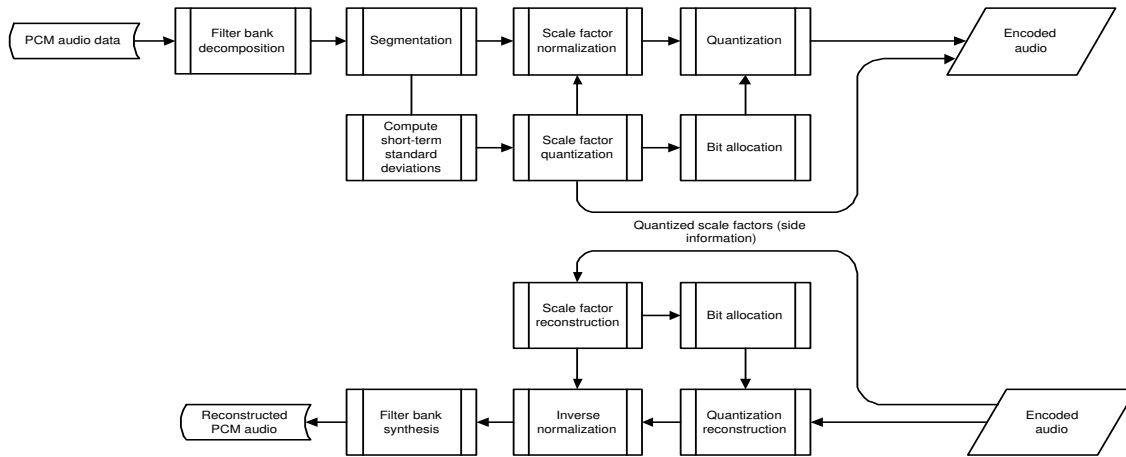 PCM audio data
Filter bank
decomposition
Segmentation
Scale factor
normalization
Quantization
Encoded
audio
Compute
short-term
standard
deviations
Scale factor
quantization
Bit allocation
Quantized scale factors (side
information)
Scale factor
reconstruction
Bit allocation
Reconstructed
PCM audio
Filter bank
synthesis
Inverse
normalization
Quantization
reconstruction
Encoded
audio